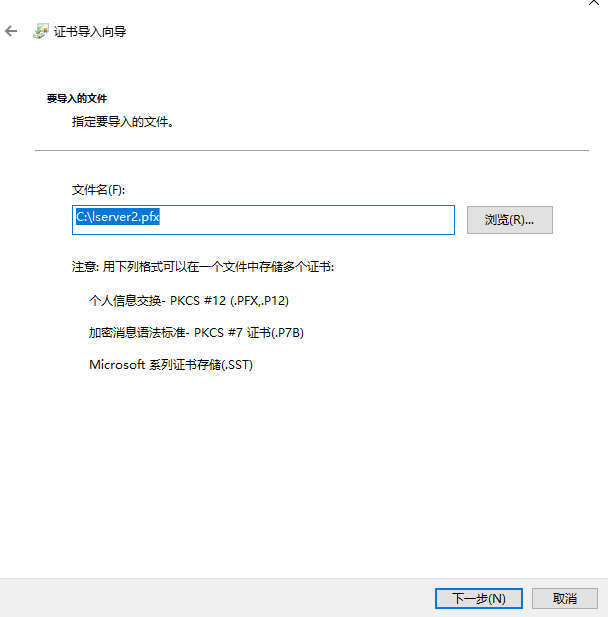 证书导入向导
要导入的文件
指定要导入的文件。
文件名(F):
C:\lserver2.pfx
浏览(R)...
注意: 用下列格式可以在一个文件中存储多个证书:
个人信息交换- PKCS #12 (.PFX,.P12)
加密消息语法标准- PKCS #7 证书(.P7B)
Microsoft 系列证书存储(.SST)
下一步(N)
取消